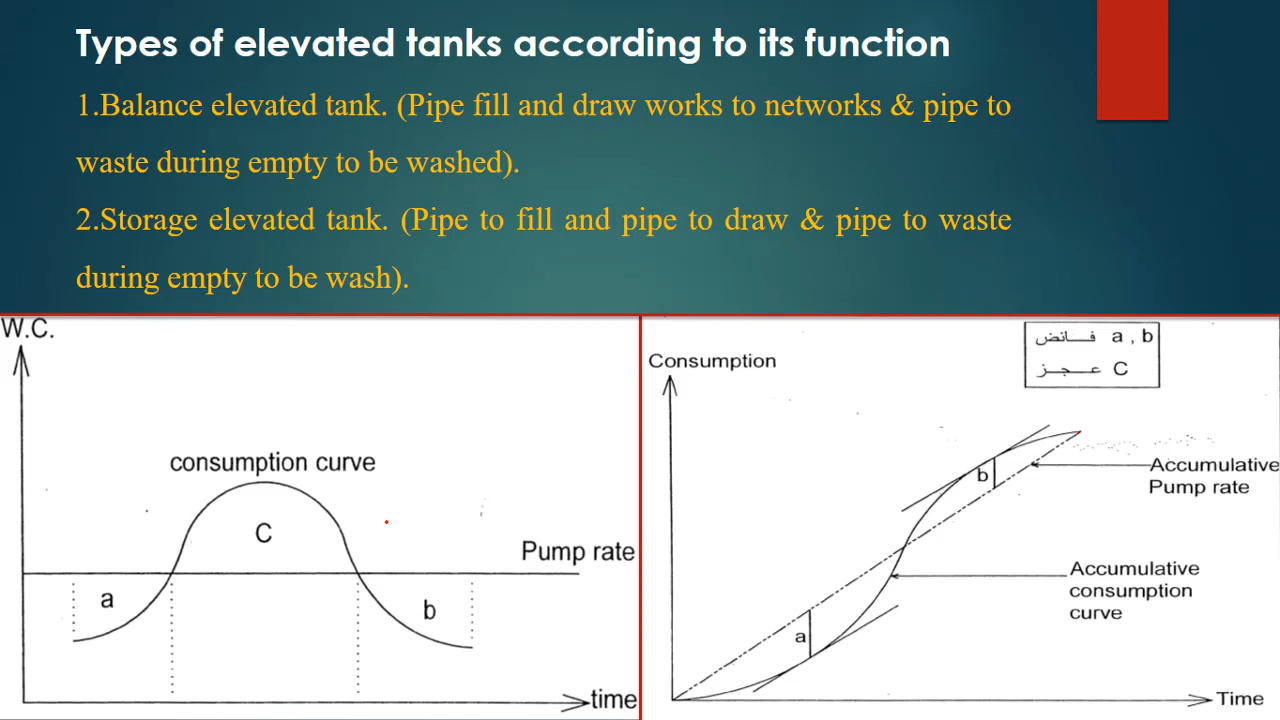 Types of elevated tanks according to its function
1.Balance elevated tank. (Pipe fill and draw works to networks & pipe to
waste during empty to be washed).
2.Storage elevated tank. (Pipe to fill and pipe to draw & pipe to waste
during empty to be wash).
W.C.
consumption curve
C
Pump rate
a
b
time
فائض a , b
عجز C
Consumption
b
Accumulative
Pump rate
Accumulative
consumption
curve
a
Time